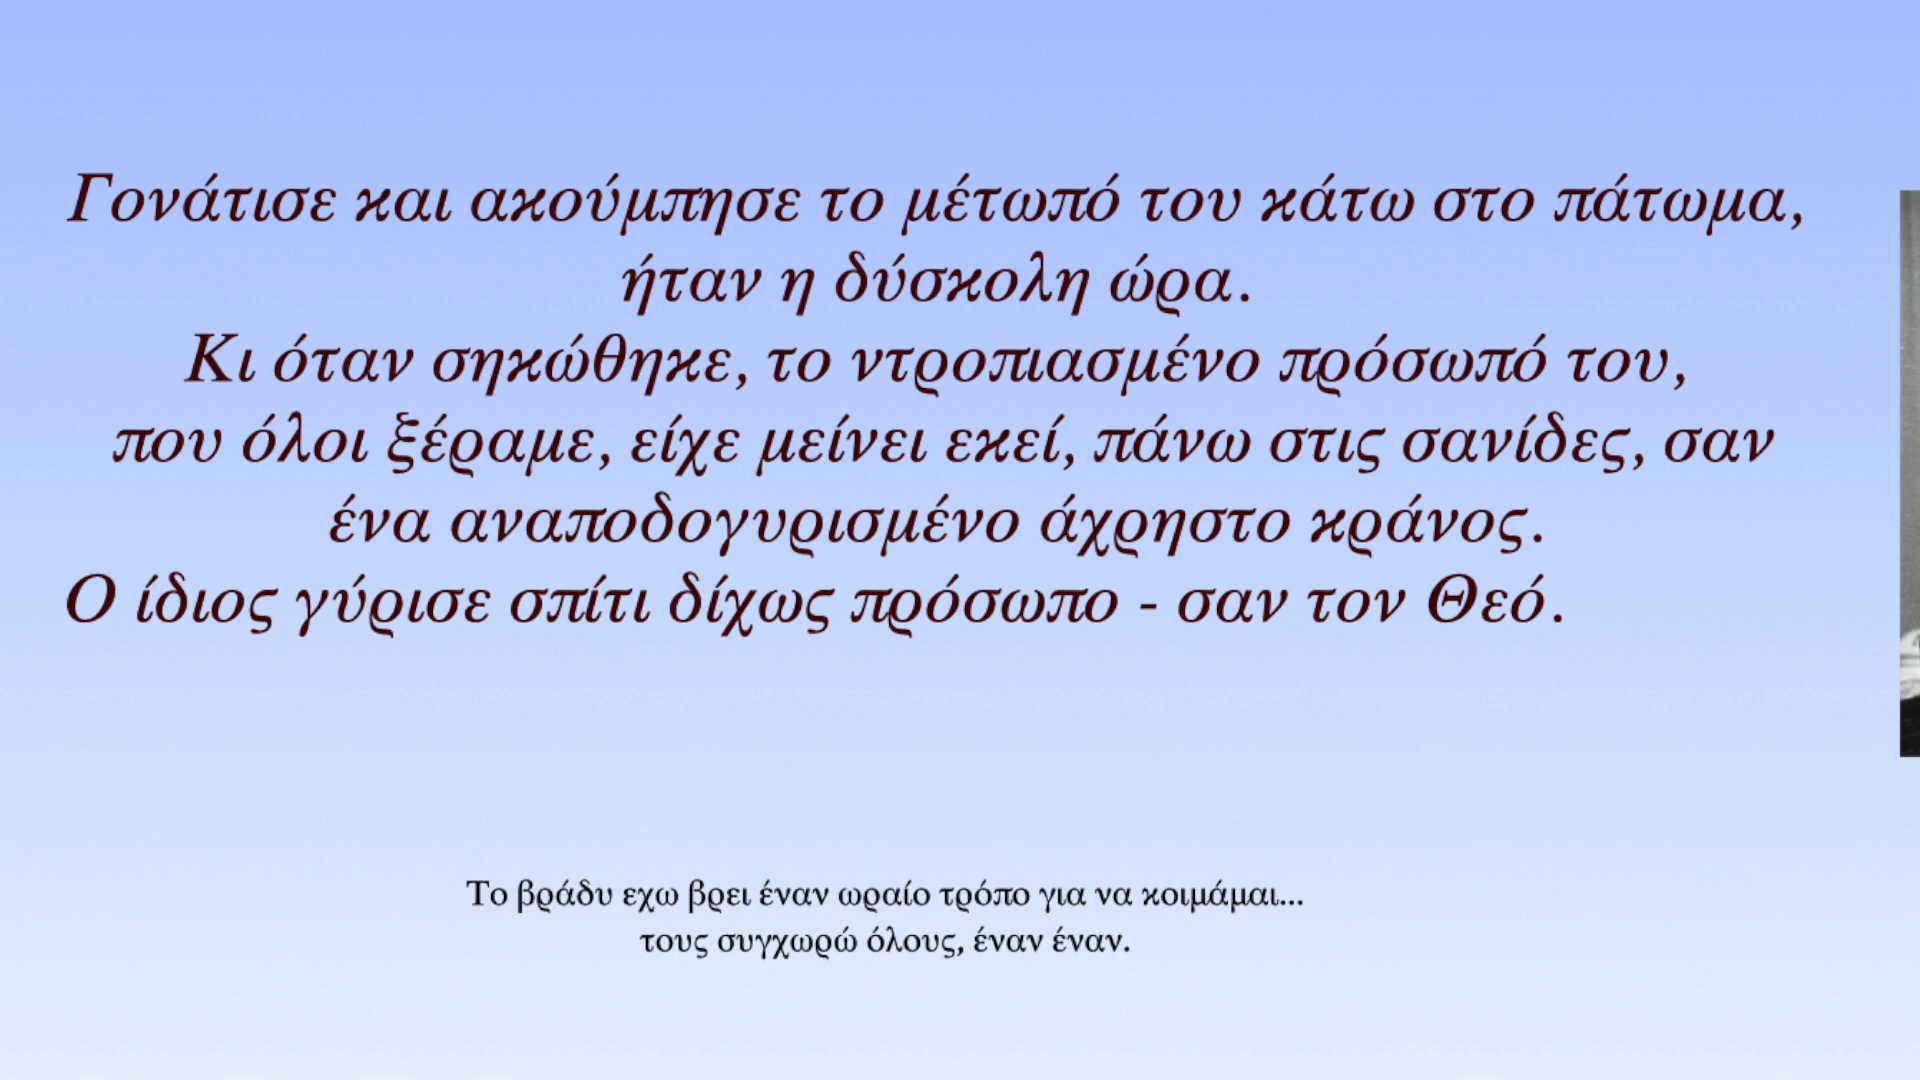 Γονάτισε και ακούμπησε το μέτωπό του κάτω στο πάτωμα,
ήταν η δύσκολη ώρα.
Κι όταν σηκώθηκε, το ντροπιασμένο πρόσωπό του,
που όλοι ξέραμε, είχε μείνει εκεί, πάνω στις σανίδες, σαν
ένα αναποδογυρισμένο άχρηστο κράνος.
Ο ίδιος γύρισε σπίτι δίχως πρόσωπο - σαν τον Θεό.
Το βράδυ εχω βρει έναν ωραίο τρόπο για να κοιμάμαι...
τους συγχωρώ όλους, έναν έναν.